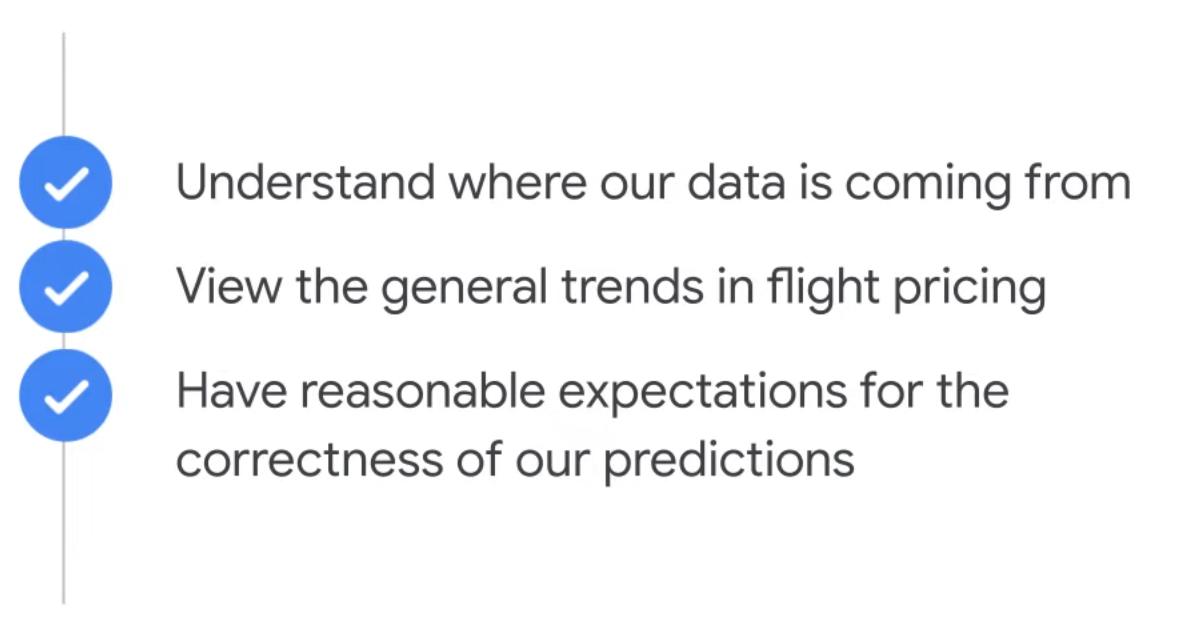 Understand where our data is coming from
View the general trends in flight pricing
Have reasonable expectations for the
correctness of our predictions